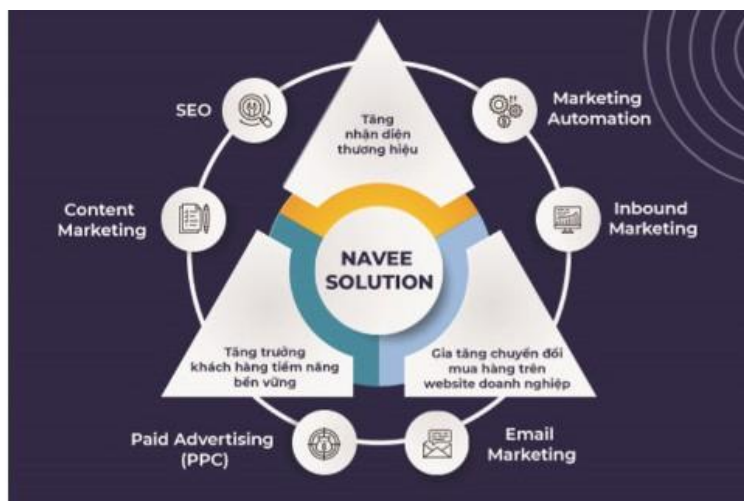 Tăng
nhận diện
thương hiệu
SEO
Marketing
Automation
Content
Marketing
Inbound
Marketing
NAVEE
SOLUTION
Tăng trưởng
khách hàng tiềm năng
bền vững
Gia tăng chuyển đổi
mua hàng trên
website doanh nghiệp
Paid Advertising
(PPC)
Email
Marketing